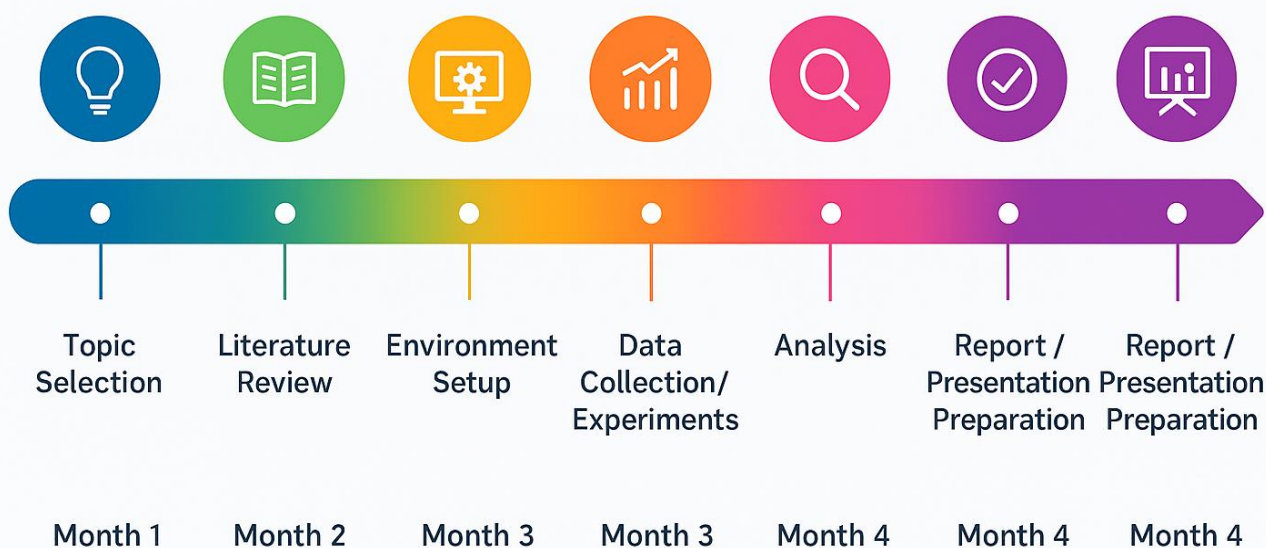 Topic
Selection
Literature
Review
Environment
Setup
Data
Collection/
Experiments
Analysis
Report /
Presentation
Preparation
Report /
Presentation
Preparation
Month 1
Month 2
Month 3
Month 3
Month 4
Month 4
Month 4